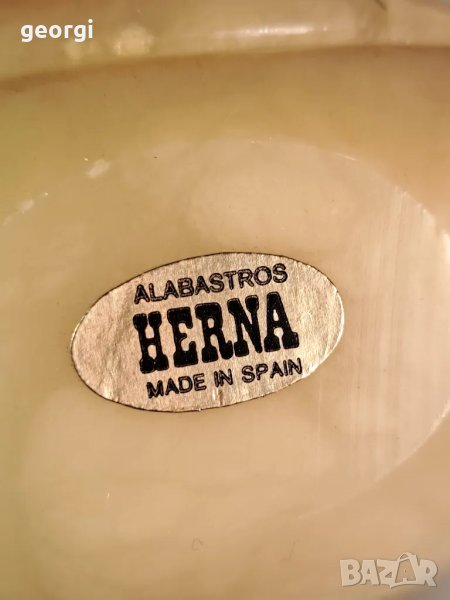 georgi
ALABASTROS
HERNA
MADE IN SPAIN
BAZAR